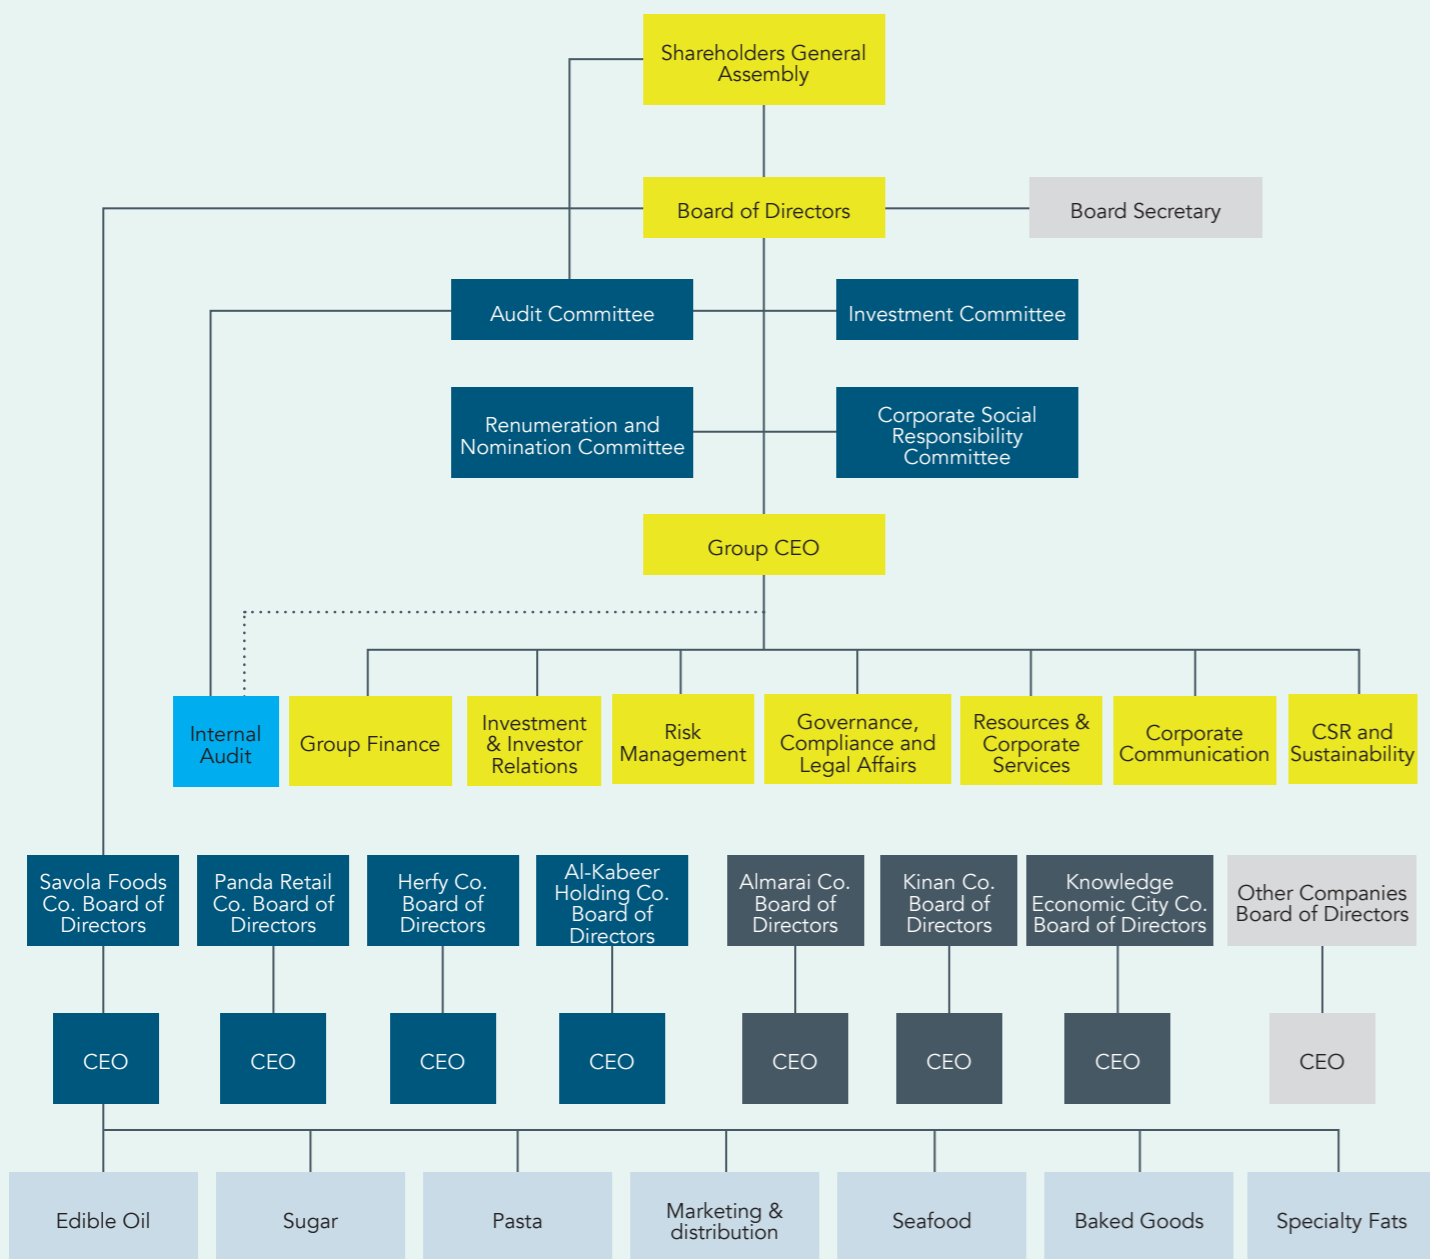 Shareholders General
Assembly
Board of Directors
Board Secretary
Audit Committee
Investment Committee
Renumeration and
Nomination Committee
Corporate Social
Responsibility
Committee
Group CEO
Internal
Audit
Group Finance
Investment
& Investor
Relations
Risk
Management
Governance,
Compliance and
Legal Affairs
Resources &
Corporate
Services
Corporate
Communication
CSR and
Sustainability
Savola Foods
Co. Board of
Directors
Panda Retail
Co. Board of
Directors
Herfy Co.
Board of
Directors
Al-Kabeer
Holding Co.
Board of
Directors
Almarai Co.
Board of
Directors
Kinan Co.
Board of
Directors
Knowledge
Economic City Co.
Board of Directors
Other Companies
Board of Directors
CEO
CEO
CEO
CEO
CEO
CEO
CEO
CEO
Edible Oil
Sugar
Pasta
Marketing &
distribution
Seafood
Baked Goods
Specialty Fats